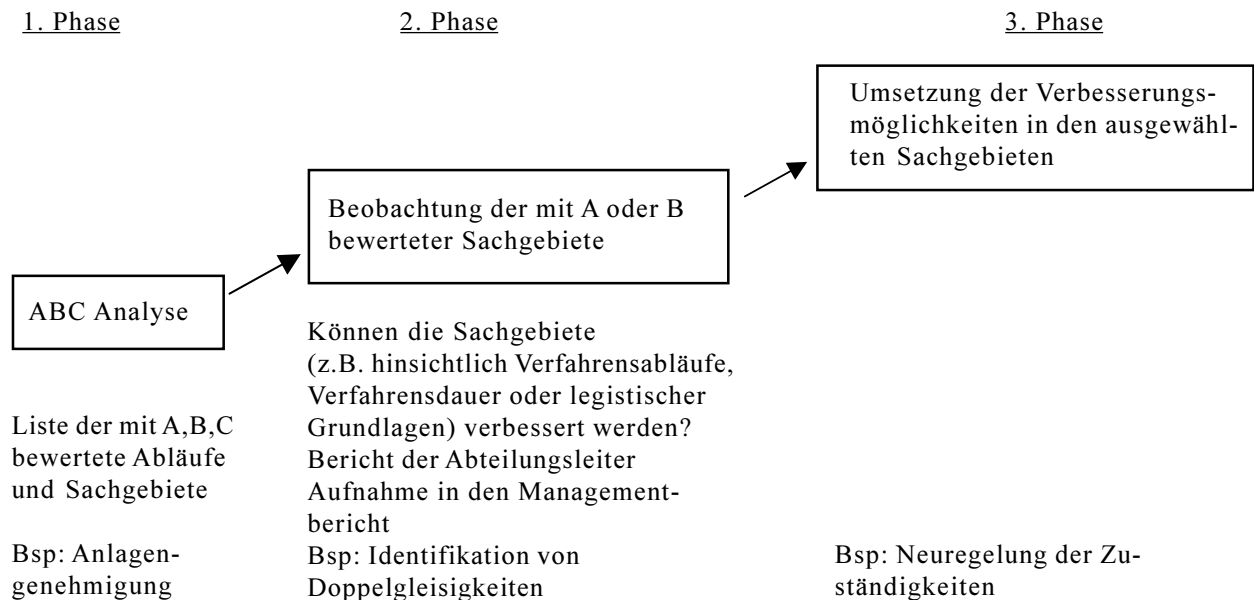 1. Phase
2. Phase
3. Phase
Umsetzung der Verbesserungs-
möglichkeiten in den ausgewähl-
ten Sachgebieten
Beobachtung der mit A oder B
bewerteter Sachgebiete
ABC Analyse
Liste der mit A,B,C
bewertete Abläufe
und Sachgebiete
Bsp: Anlagen-
genehmigung
Können die Sachgebiete
(z.B. hinsichtlich Verfahrensabläufe,
Verfahrensdauer oder legistischer
Grundlagen) verbessert werden?
Bericht der Abteilungsleiter
Aufnahme in den Management-
bericht
Bsp: Identifikation von
Doppelgleisigkeiten
Bsp: Neuregelung der Zu-
ständigkeiten